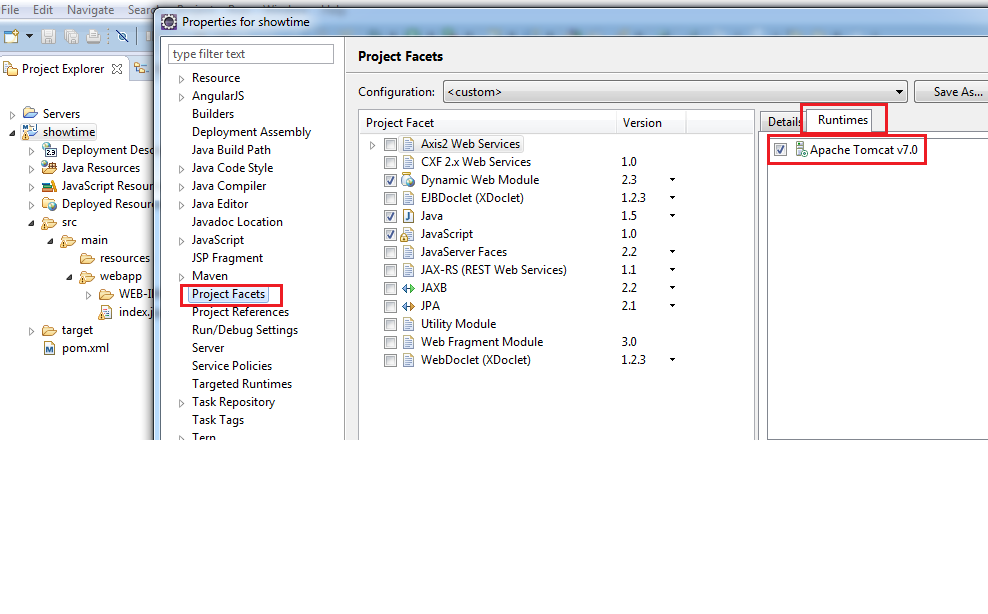 File Edit Navigate Search
Properties for showtime
Project Explorer
Servers
showtime
Deployment Desc
Java Resources
JavaScript Resour
Deployed Resour
src
main
resources
webapp
WEB-I
index.j
target
pom.xml
type filter text
Resource
AngularJS
Builders
Deployment Assembly
Java Build Path
Java Code Style
Java Compiler
Java Editor
Javadoc Location
JavaScript
JSP Fragment
Maven
Project Facets
Project References
Run/Debug Settings
Server
Service Policies
Targeted Runtimes
Task Repository
Task Tags
Tern
Project Facets
Configuration: <custom> Save As...
Project Facet Version
Axis2 Web Services
CXF 2.x Web Services 1.0
Dynamic Web Module 2.3
EJBDoclet (XDoclet) 1.2.3
Java 1.5
JavaScript 1.0
JavaServer Faces 2.2
JAX-RS (REST Web Services) 1.1
JAXB 2.2
JPA 2.1
Utility Module
Web Fragment Module 3.0
WebDoclet (XDoclet) 1.2.3
Details Runtimes
Apache Tomcat v7.0